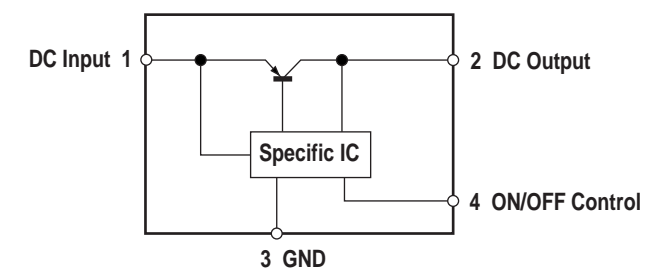 DC Input 1
2 DC Output
Specific IC
4 ON/OFF Control
3 GND